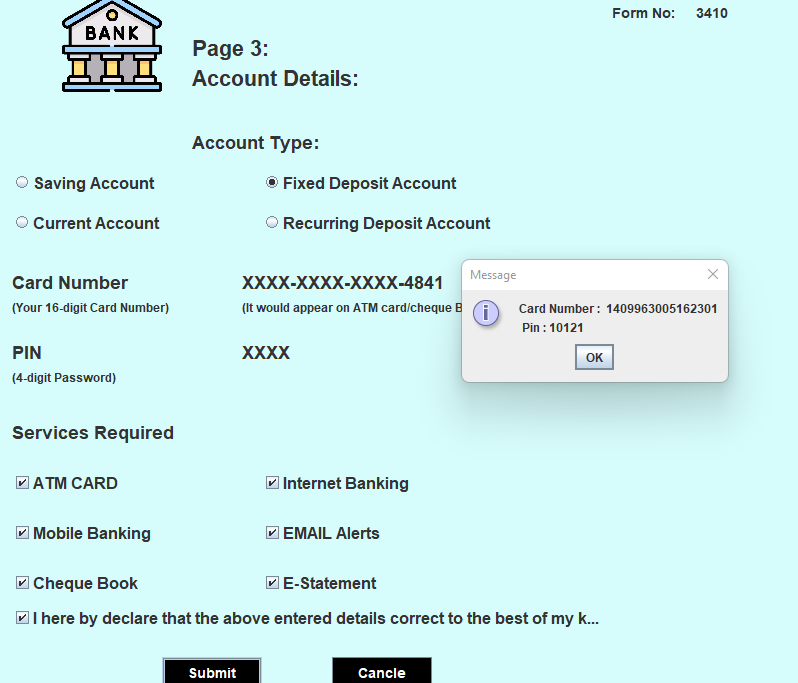 Form No: 3410
BANK
Page 3:
Account Details:
Account Type:
Saving Account Fixed Deposit Account
Current Account Recurring Deposit Account
Card Number XXXX-XXXX-XXXX-4841
(Your 16-digit Card Number) (It would appear on ATM card/cheque B
Message
Card Number : 1409963005162301
Pin : 10121
OK
PIN XXXX
(4-digit Password)
Services Required
ATM CARD Internet Banking
Mobile Banking EMAIL Alerts
Cheque Book E-Statement
I here by declare that the above entered details correct to the best of my k...
Submit Cancle